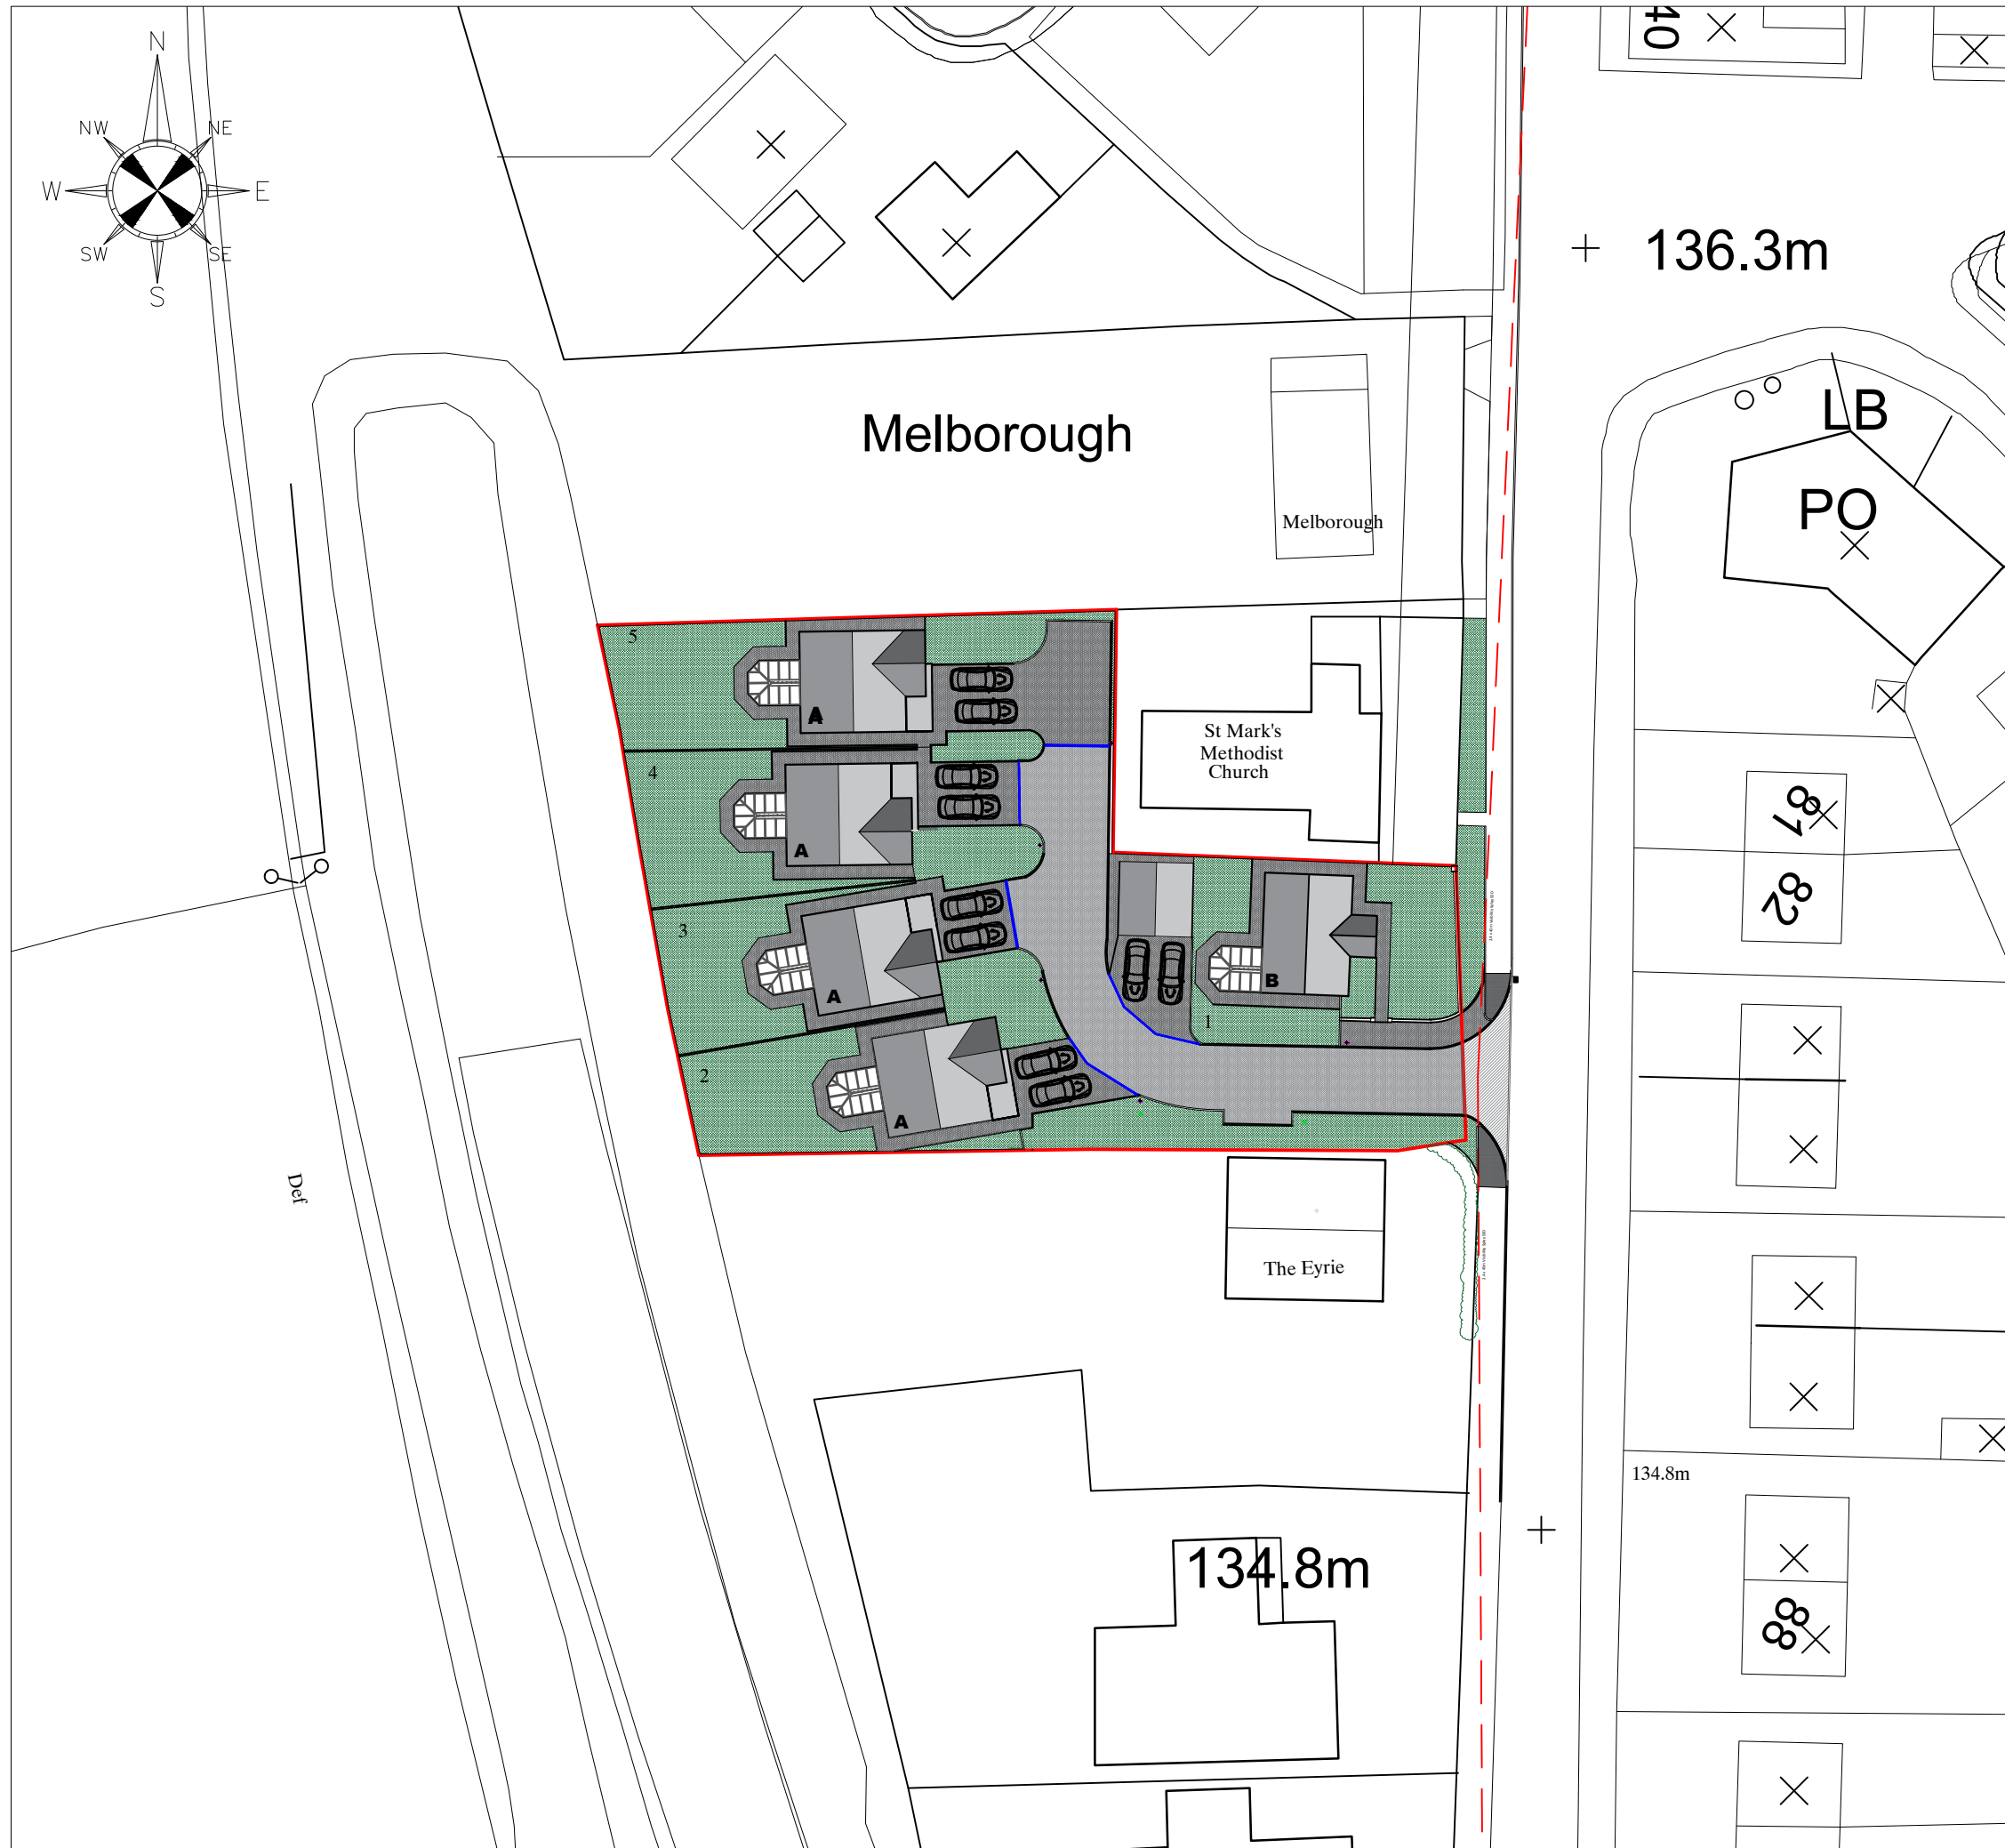 N
NW
NE
W
E
SW
SE
S
40
136.3m
Melborough
LB
PO
Melborough
5
St Mark's
Methodist
Church
A
4
A
81
82
3
A
B
1
2
A
Def
The Eyrie
134.8m
134.8m
88